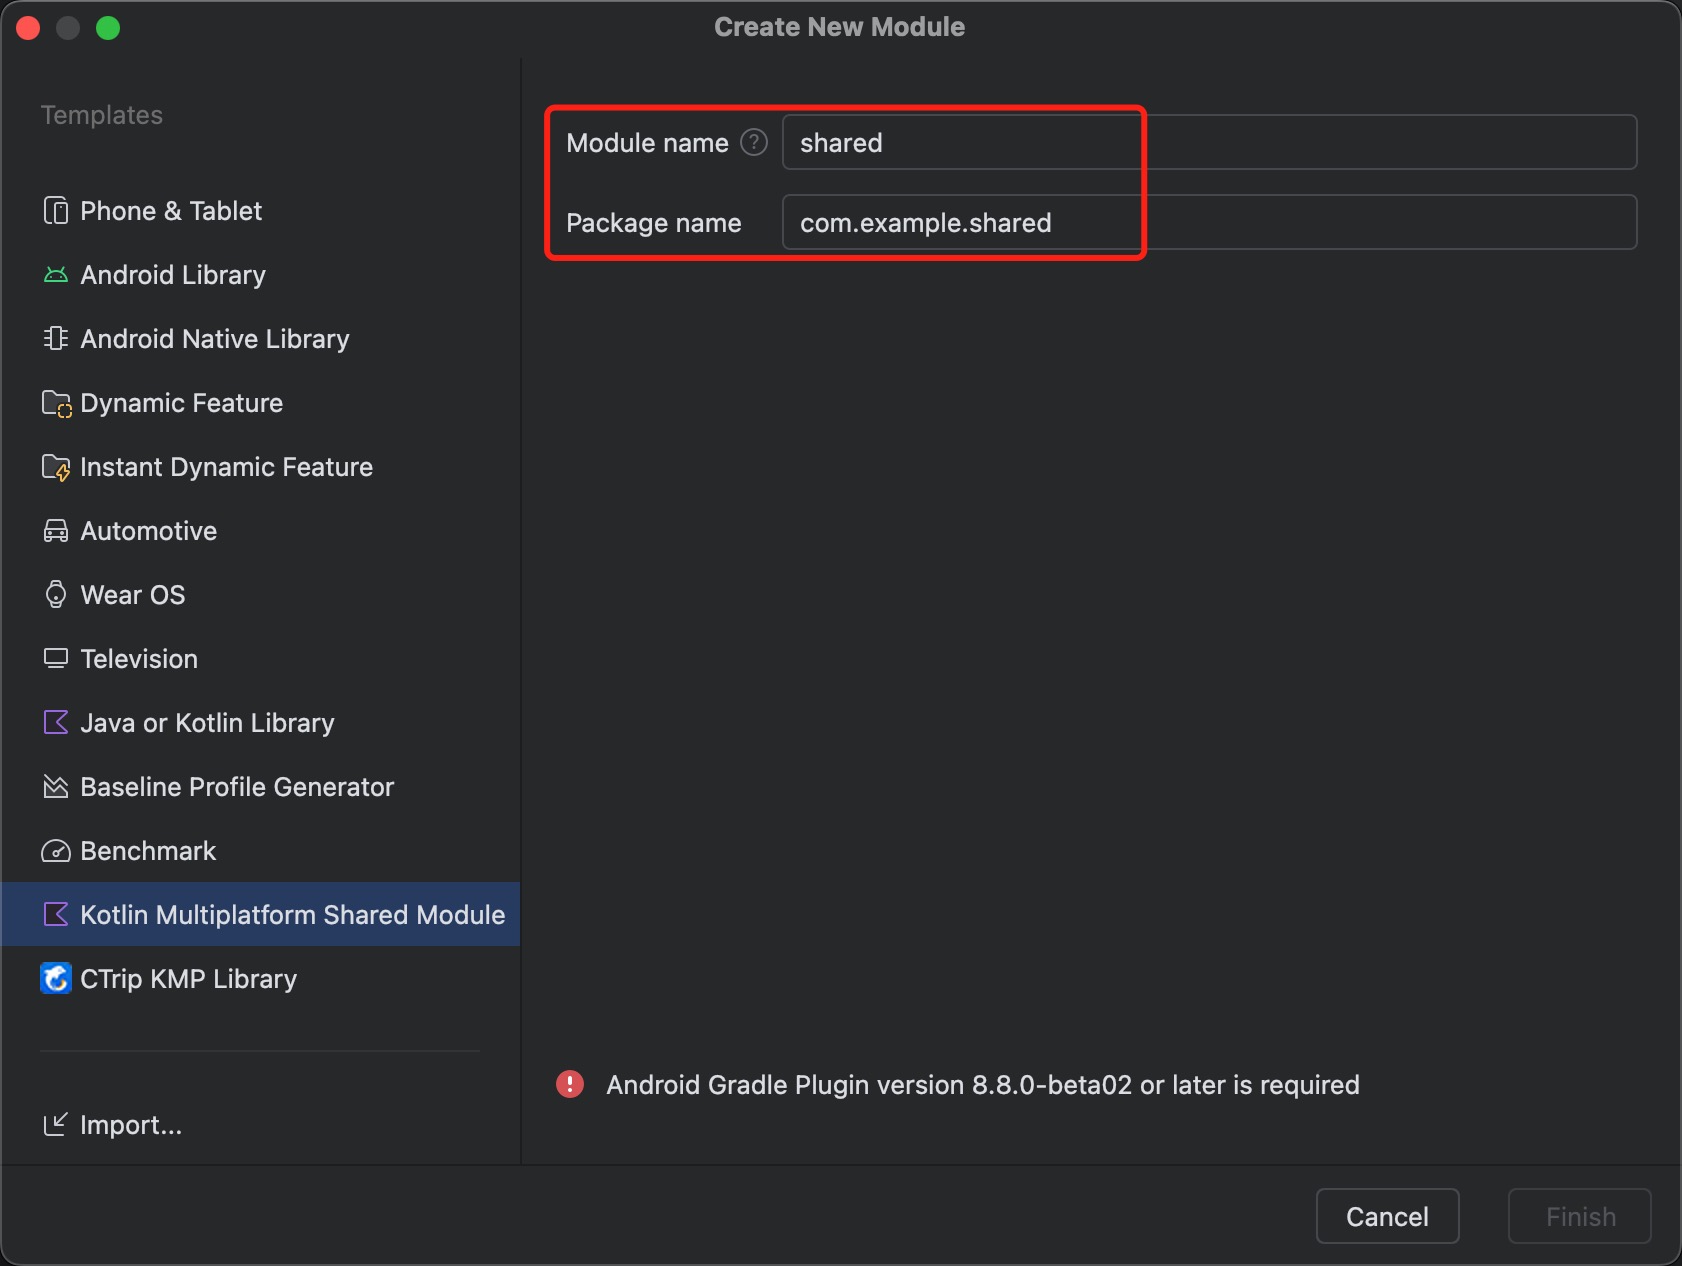 Create New Module
Templates
Phone & Tablet
Android Library
Android Native Library
Dynamic Feature
Instant Dynamic Feature
Automotive
Wear OS
Television
Java or Kotlin Library
Baseline Profile Generator
Benchmark
Kotlin Multiplatform Shared Module
CTrip KMP Library
Import...
Module name ? shared
Package name com.example.shared
Android Gradle Plugin version 8.8.0-beta02 or later is required
Cancel Finish